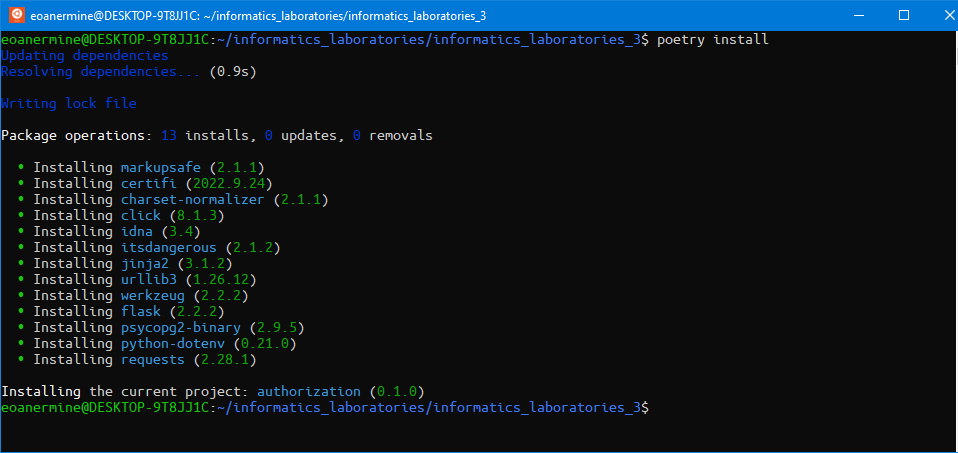 eoanermine@DESKTOP-9T8JJ1C: ~/informatics_laboratories/informatics_laboratories_3
eoanermine@DESKTOP-9T8JJ1C:~/informatics_laboratories/informatics_laboratories_3$ poetry install
Updating dependencies
Resolving dependencies... (0.9s)
Writing lock file
Package operations: 13 installs, 0 updates, 0 removals
• Installing markupsafe (2.1.1)
• Installing certifi (2022.9.24)
• Installing charset-normalizer (2.1.1)
• Installing click (8.1.3)
• Installing idna (3.4)
• Installing itsdangerous (2.1.2)
• Installing jinja2 (3.1.2)
• Installing urllib3 (1.26.12)
• Installing werkzeug (2.2.2)
• Installing flask (2.2.2)
• Installing psycopg2-binary (2.9.5)
• Installing python-dotenv (0.21.0)
• Installing requests (2.28.1)
Installing the current project: authorization (0.1.0)
eoanermine@DESKTOP-9T8JJ1C:~/informatics_laboratories/informatics_laboratories_3$